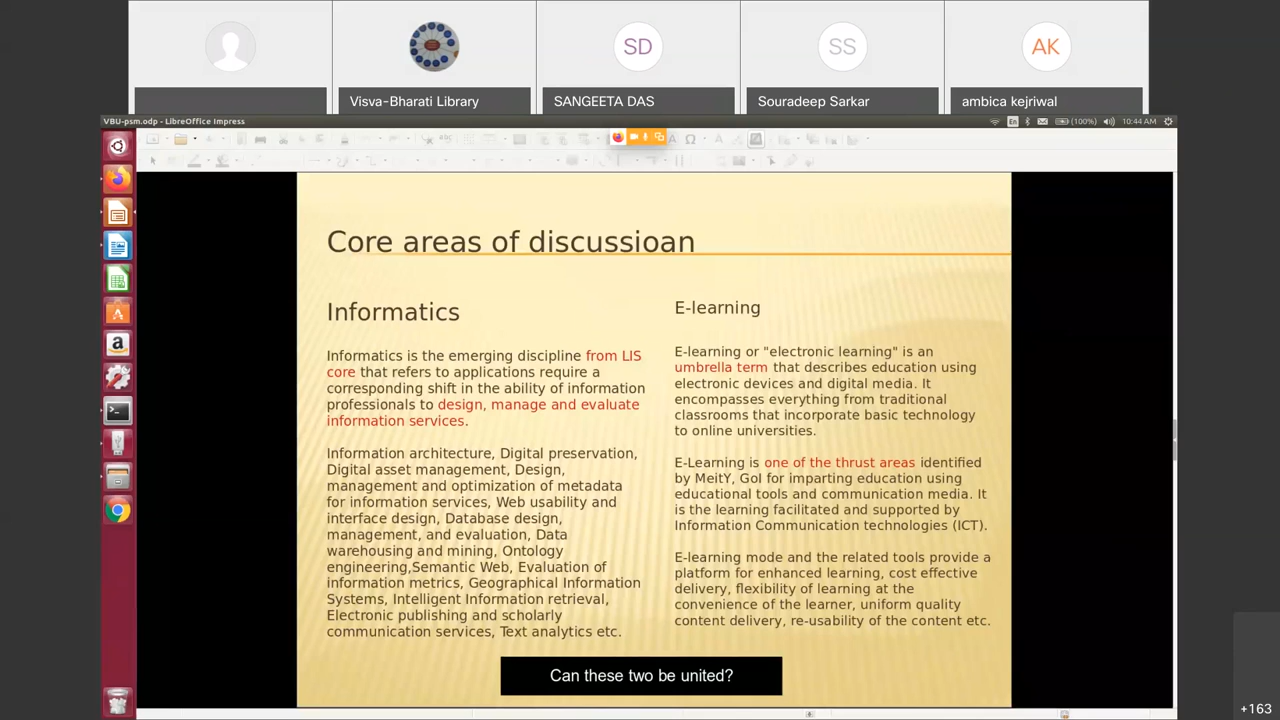 SD
SS
AK
Visva-Bharati Library
SANGEETA DAS
Souradeep Sarkar
ambica kejriwal
VBU-psm.odp - LibreOffice Impress
En
(100%)
10:44 AM
Core areas of discussioan
Informatics
Informatics is the emerging discipline from LIS
core that refers to applications require a
corresponding shift in the ability of information
professionals to design, manage and evaluate
information services.
Information architecture, Digital preservation,
Digital asset management, Design,
management and optimization of metadata
for information services, Web usability and
interface design, Database design,
management, and evaluation, Data
warehousing and mining, Ontology
engineering,Semantic Web, Evaluation of
information metrics, Geographical Information
Systems, Intelligent Information retrieval,
Electronic publishing and scholarly
communication services, Text analytics etc.
E-learning
E-learning or "electronic learning" is an
umbrella term that describes education using
electronic devices and digital media. It
encompasses everything from traditional
classrooms that incorporate basic technology
to online universities.
E-Learning is one of the thrust areas identified
by MeitY, GoI for imparting education using
educational tools and communication media. It
is the learning facilitated and supported by
Information Communication technologies (ICT).
E-learning mode and the related tools provide a
platform for enhanced learning, cost effective
delivery, flexibility of learning at the
convenience of the learner, uniform quality
content delivery, re-usability of the content etc.
Can these two be united?
+163